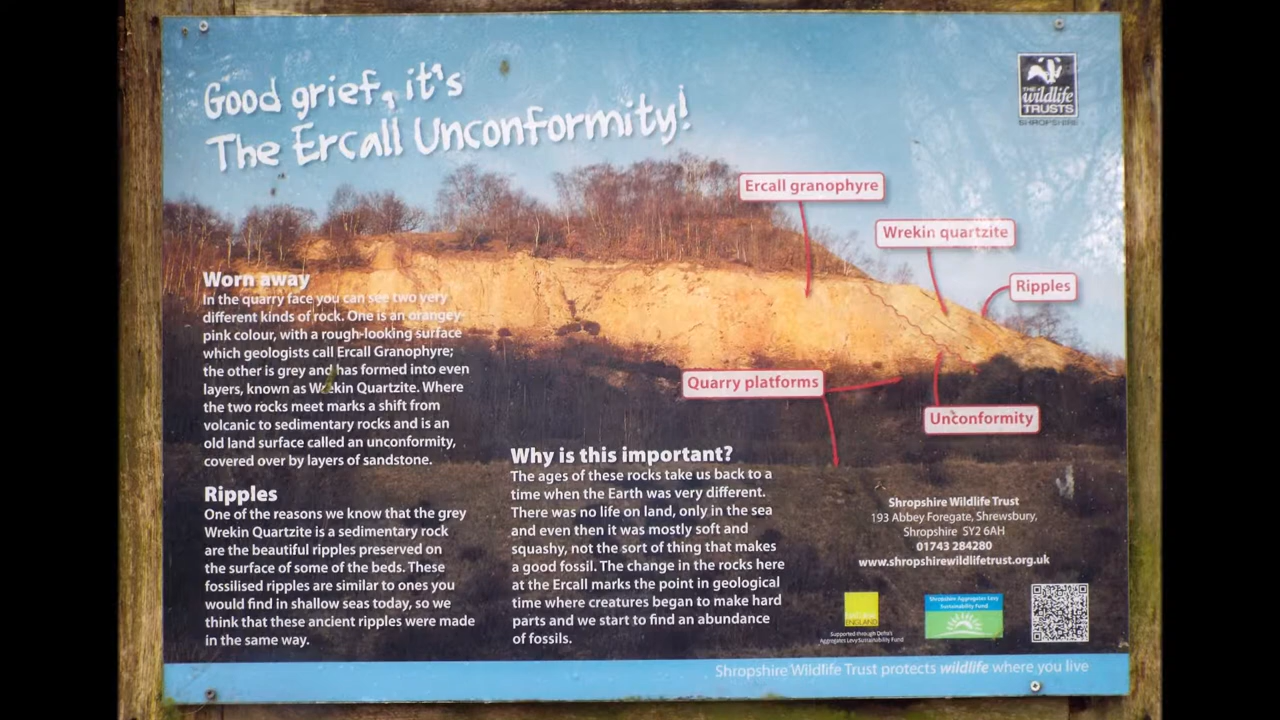 Good grief, it's
The Ercall Unconformity!
THE
wildlife
TRUSTS
SHROPSHIRE
Ercall granophyre
Wrekin quartzite
Ripples
Quarry platforms
Unconformity
Worn away
In the quarry face you can see two very
different kinds of rock. One is an orangey-
pink colour, with a rough-looking surface
which geologists call Ercall Granophyre;
the other is grey and has formed into even
layers, known as Wrekin Quartzite. Where
the two rocks meet marks a shift from
volcanic to sedimentary rocks and is an
old land surface called an unconformity,
covered over by layers of sandstone.
Ripples
One of the reasons we know that the grey
Wrekin Quartzite is a sedimentary rock
are the beautiful ripples preserved on
the surface of some of the beds. These
fossilised ripples are similar to ones you
would find in shallow seas today, so we
think that these ancient ripples were made
in the same way.
Why is this important?
The ages of these rocks take us back to a
time when the Earth was very different.
There was no life on land, only in the sea
and even then it was mostly soft and
squashy, not the sort of thing that makes
a good fossil. The change in the rocks here
at the Ercall marks the point in geological
time where creatures began to make hard
parts and we start to find an abundance
of fossils.
Shropshire Wildlife Trust
193 Abbey Foregate, Shrewsbury,
Shropshire SY2 6AH
01743 284280
www.shropshirewildlifetrust.org.uk
ENGLAND
Supported through Defra's
Aggregates Levy Sustainability Fund
Shropshire Aggregates Levy
Sustainability Fund
Shropshire Wildlife Trust protects wildlife where you live